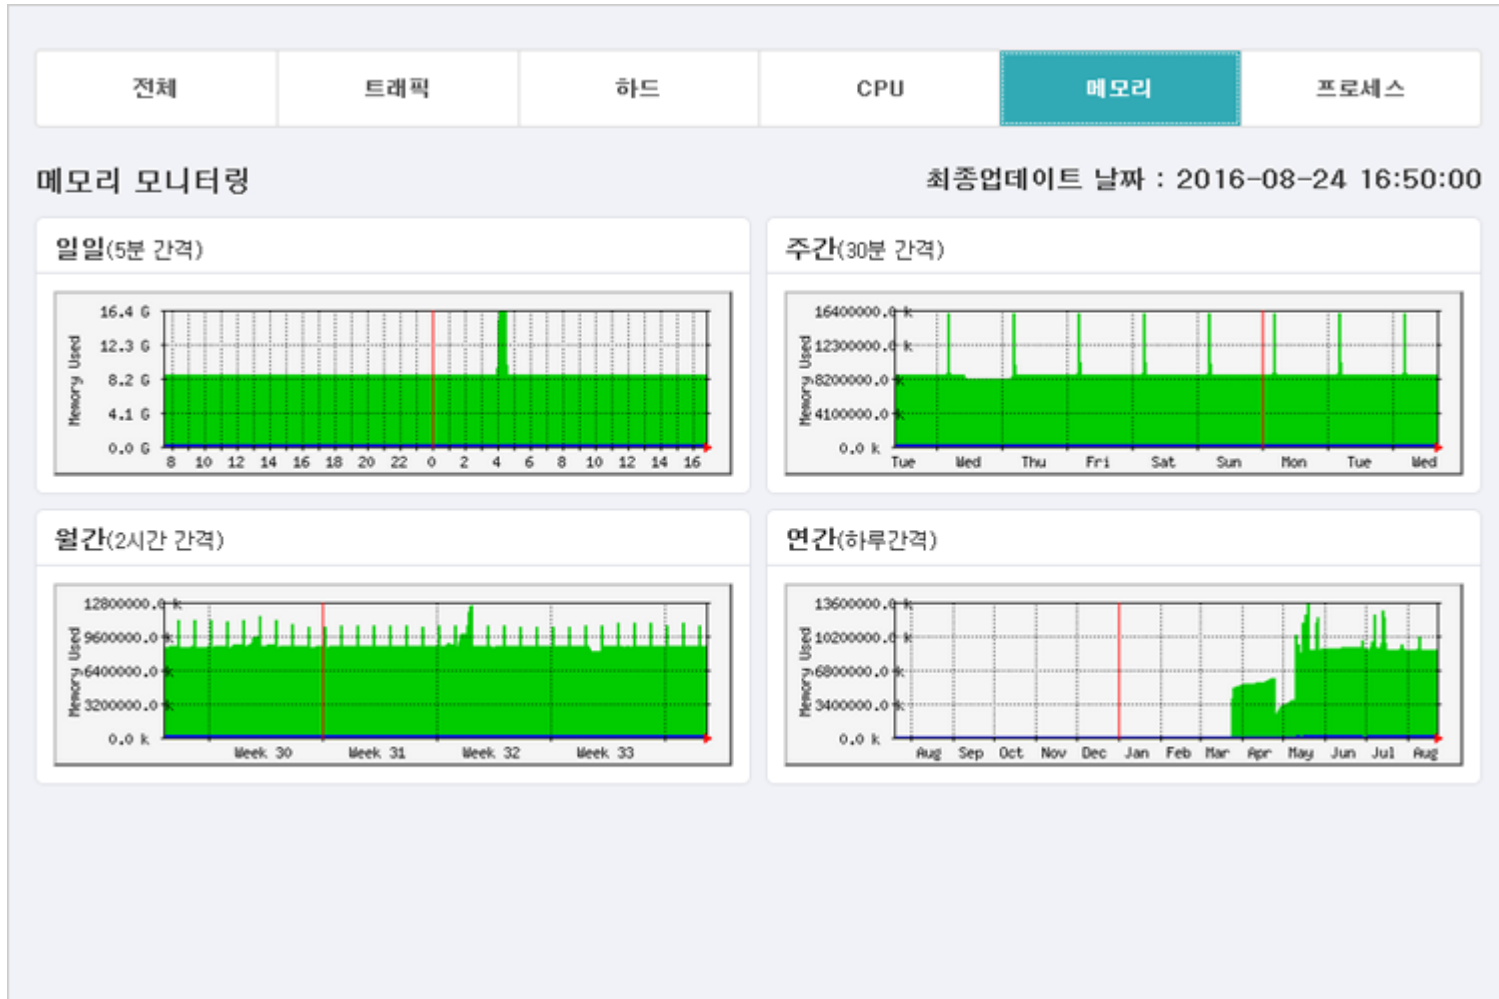 전체 트래픽 하드 CPU 메모리 프로세스
메모리 모니터링 최종업데이트 날짜 : 2016-08-24 16:50:00
일일(5분 간격)
16.4 G
12.3 G
8.2 G
4.1 G
0.0 G
Memory Used
8 10 12 14 16 18 20 22 0 2 4 6 8 10 12 14 16
주간(30분 간격)
16400000.0 k
12300000.0 k
8200000.0 k
4100000.0 k
0.0 k
Memory Used
Tue Wed Thu Fri Sat Sun Mon Tue Wed
월간(2시간 간격)
12800000.0 k
9600000.0 k
6400000.0 k
3200000.0 k
0.0 k
Memory Used
Week 30 Week 31 Week 32 Week 33
연간(하루간격)
13600000.0 k
10200000.0 k
6800000.0 k
3400000.0 k
0.0 k
Memory Used
Aug Sep Oct Nov Dec Jan Feb Mar Apr May Jun Jul Aug